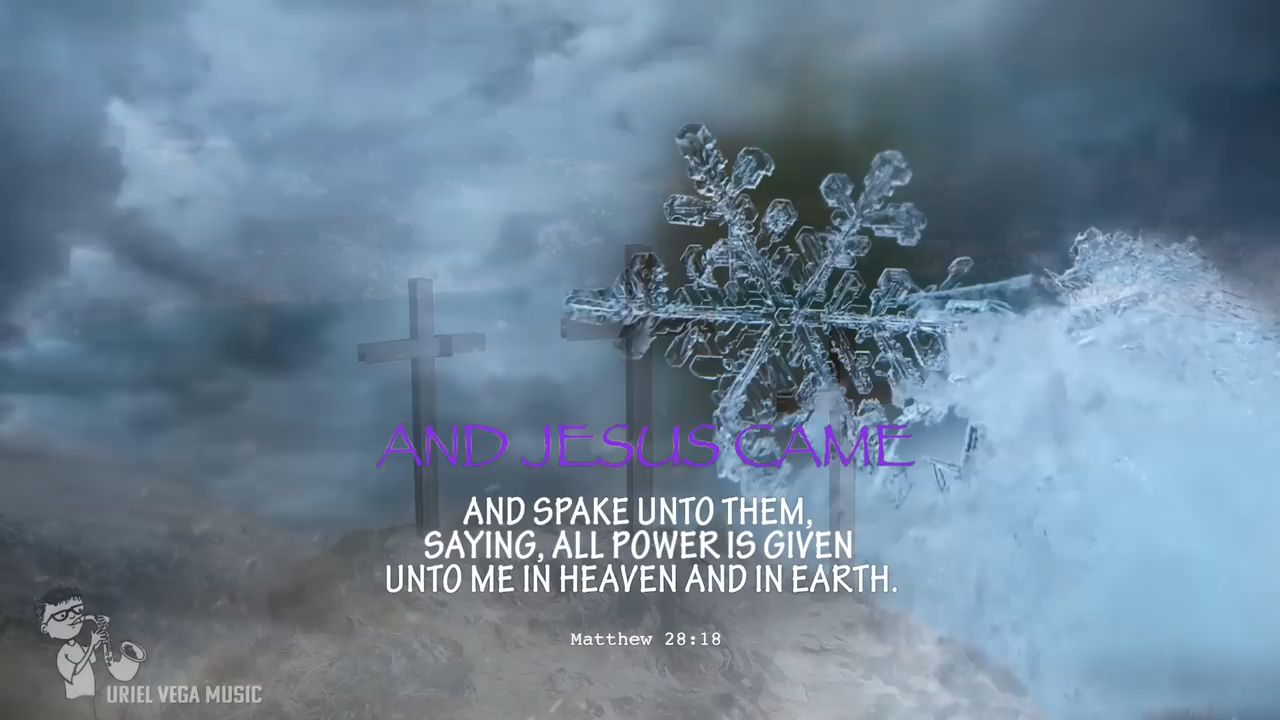 AND JESUS CAME
AND SPAKE UNTO THEM,
SAYING, ALL POWER IS GIVEN
UNTO ME IN HEAVEN AND IN EARTH.
Matthew 28:18
URIEL VEGA MUSIC